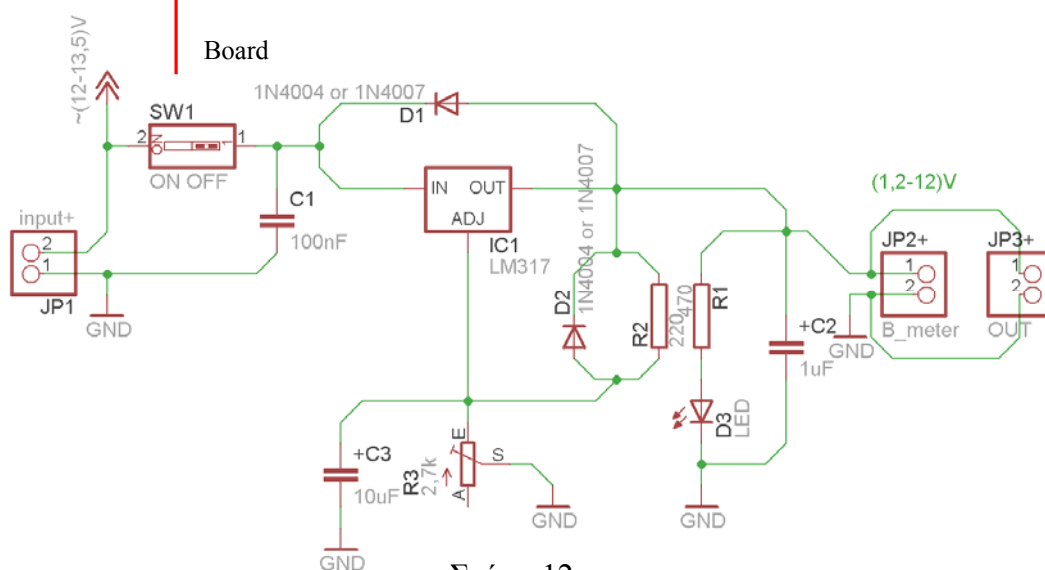 ~(12-13,5)V
Board
1N4004 or 1N4007
D1
SW1
2
ON
1
1
ON OFF
C1
100nF
input+
2
1
JP1
GND
IN OUT
ADJ
IC1
LM317
1N4004 or 1N4007
D2
R2
220
470
R1
(1,2-12)V
JP2+
1
2
B_meter
JP3+
1
2
OUT
GND
+C2
1uF
D3
LED
GND
+C3
10uF
GND
R3
2,7k
E
S
A
GND